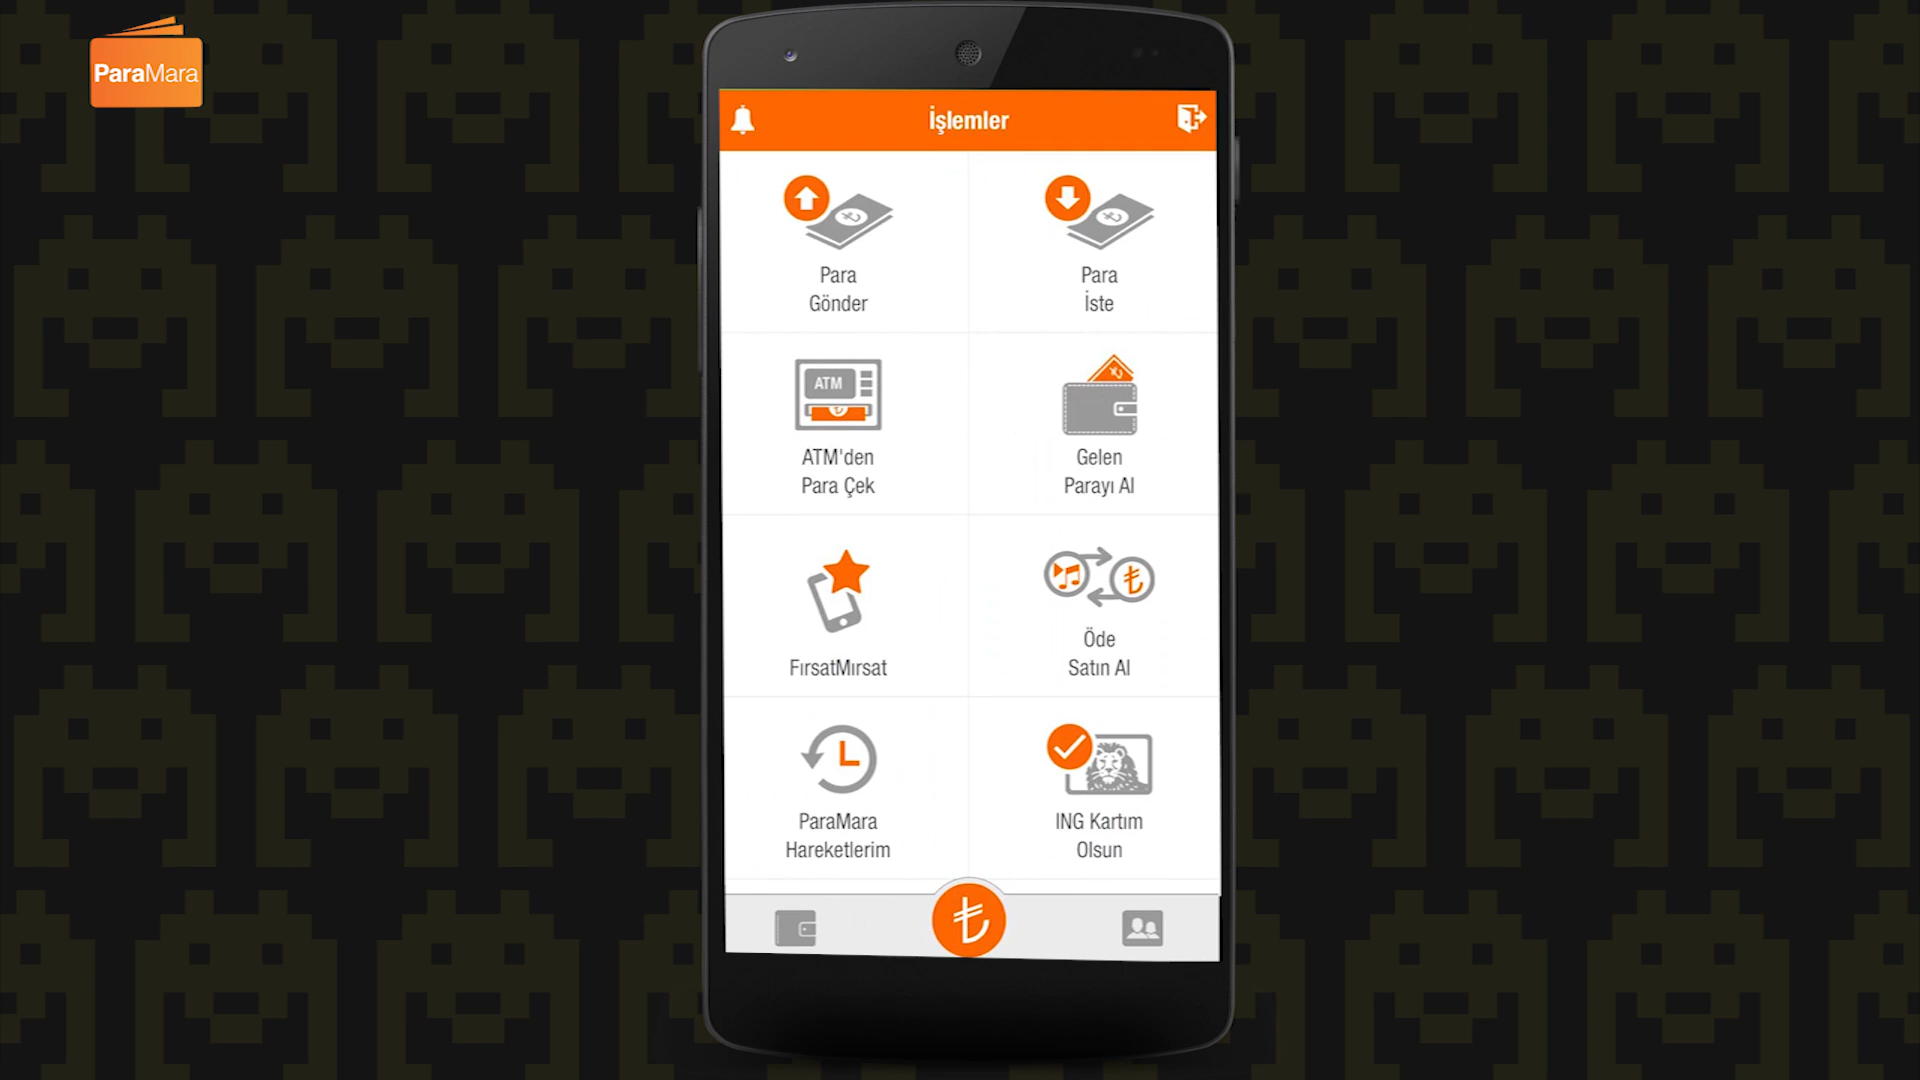 ParaMara
İşlemler
Para
Gönder
Para
İste
ATM
ATM'den
Para Çek
Gelen
Parayı Al
FırsatMırsat
Öde
Satın Al
ParaMara
Hareketlerim
ING Kartım
Olsun